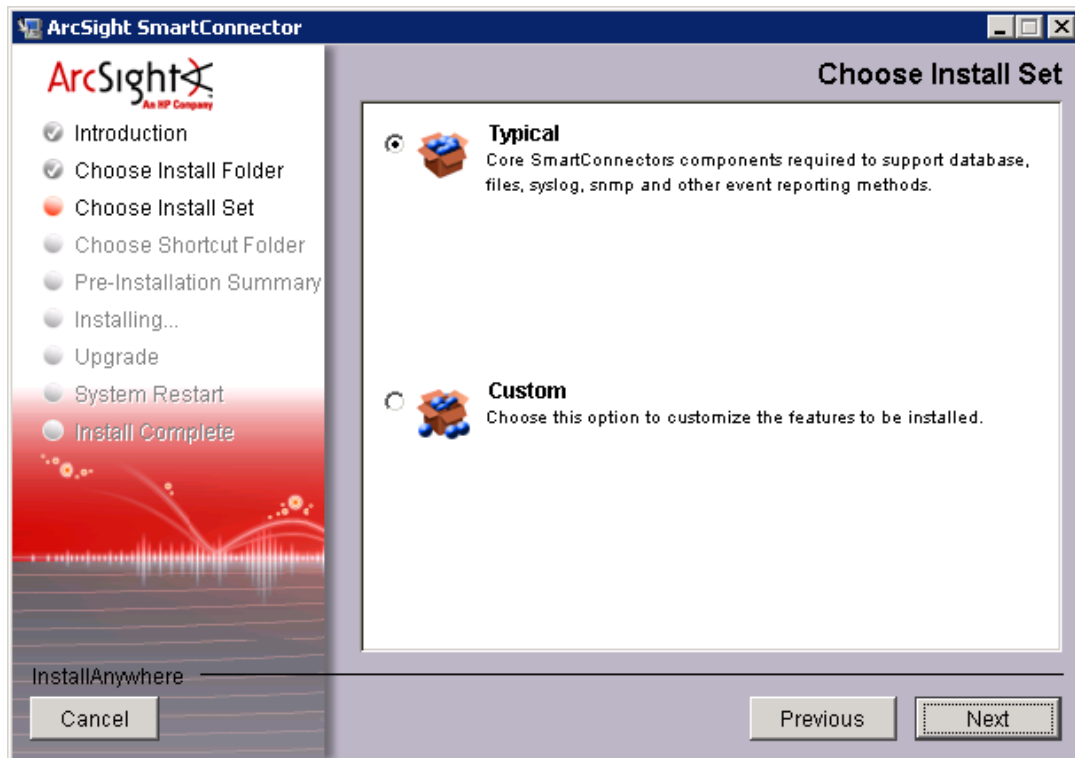 ArcSight SmartConnector
ArcSight
An HP Company
Choose Install Set
Introduction
Choose Install Folder
Choose Install Set
Choose Shortcut Folder
Pre-Installation Summary
Installing...
Upgrade
System Restart
Install Complete
Typical
Core SmartConnectors components required to support database,
files, syslog, snmp and other event reporting methods.
Custom
Choose this option to customize the features to be installed.
InstallAnywhere
Cancel
Previous
Next